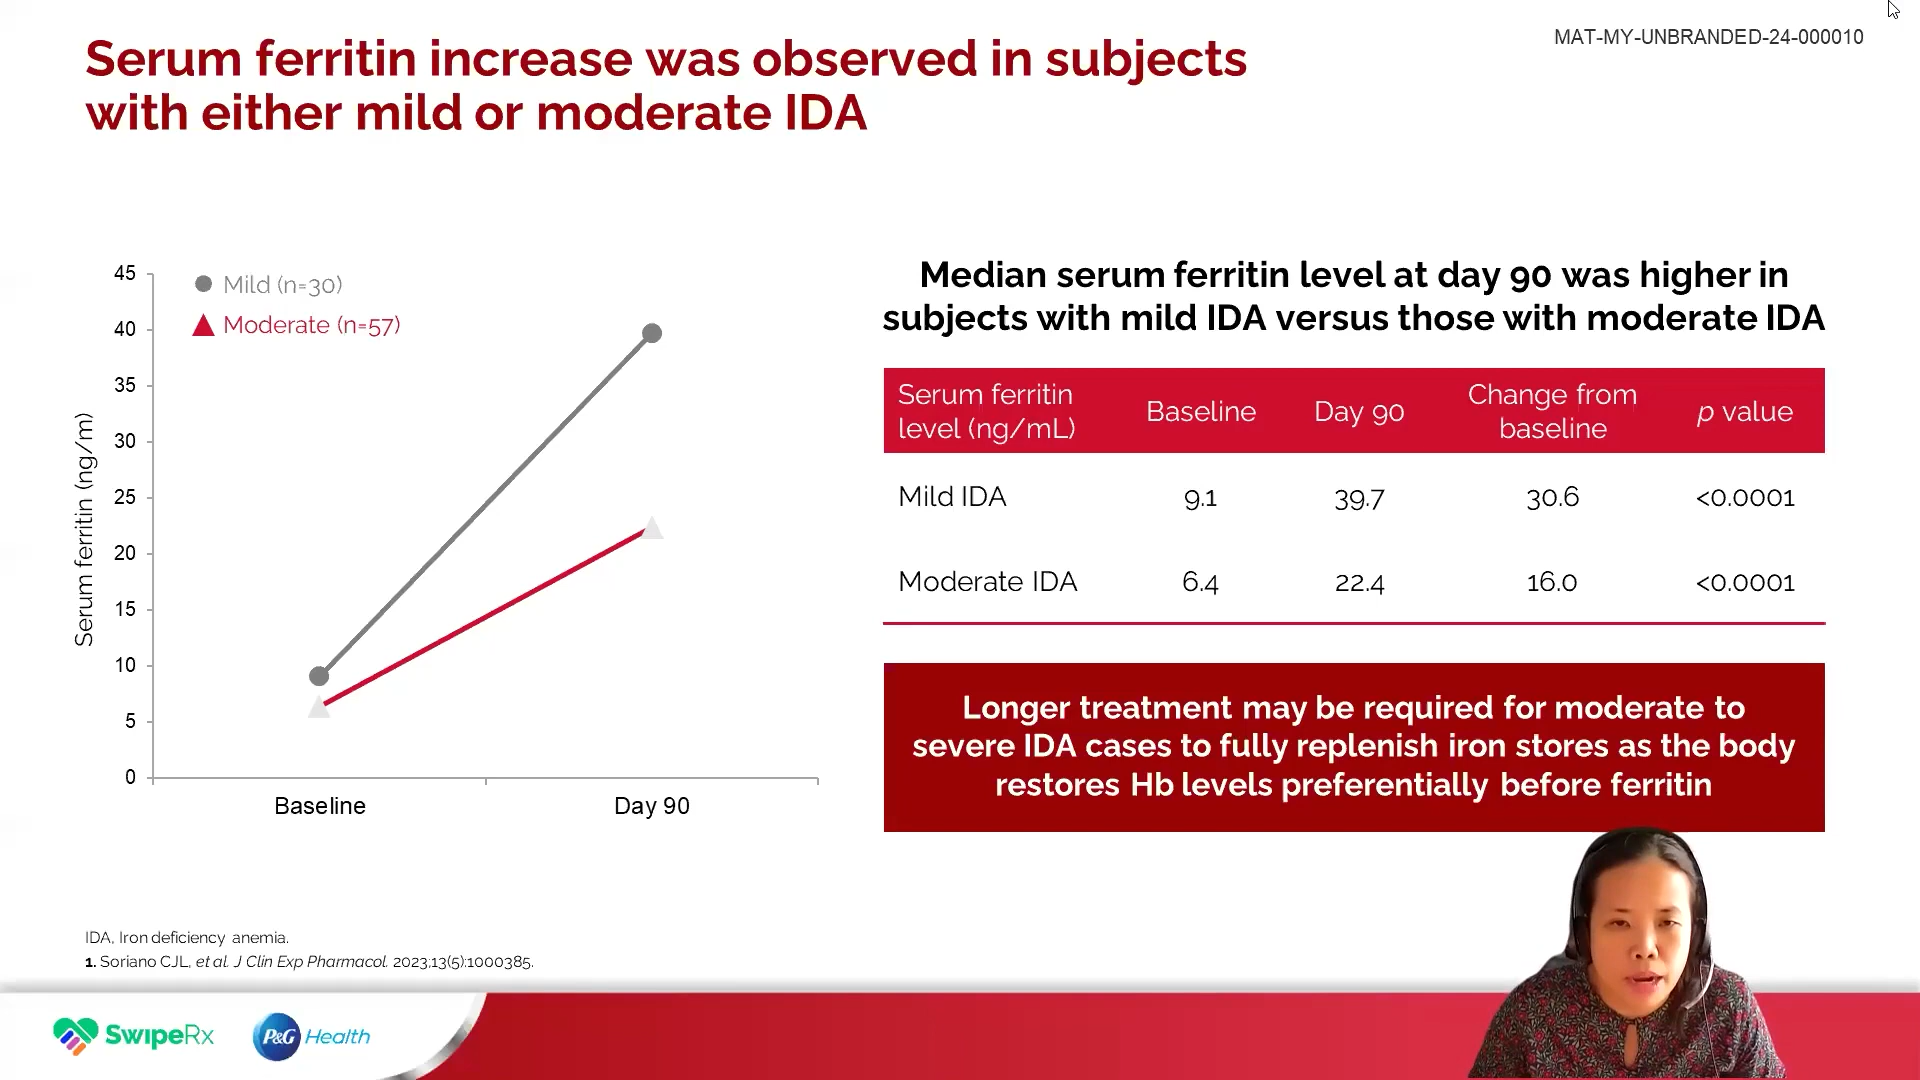 MAT-MY-UNBRANDED-24-000010
Serum ferritin increase was observed in subjects
with either mild or moderate IDA
Mild (n=30)
Moderate (n=57)
Serum ferritin (ng/m)
45
40
35
30
25
20
15
10
5
0
Baseline
Day 90
Median serum ferritin level at day 90 was higher in
subjects with mild IDA versus those with moderate IDA
Serum ferritin level (ng/mL) Baseline Day 90 Change from baseline p value
Mild IDA 9.1 39.7 30.6 <0.0001
Moderate IDA 6.4 22.4 16.0 <0.0001
Longer treatment may be required for moderate to
severe IDA cases to fully replenish iron stores as the body
restores Hb levels preferentially before ferritin
IDA, Iron deficiency anemia.
1. Soriano CJL, et al. J Clin Exp Pharmacol. 2023;13(5):1000385.
SwipeRx
P&G Health